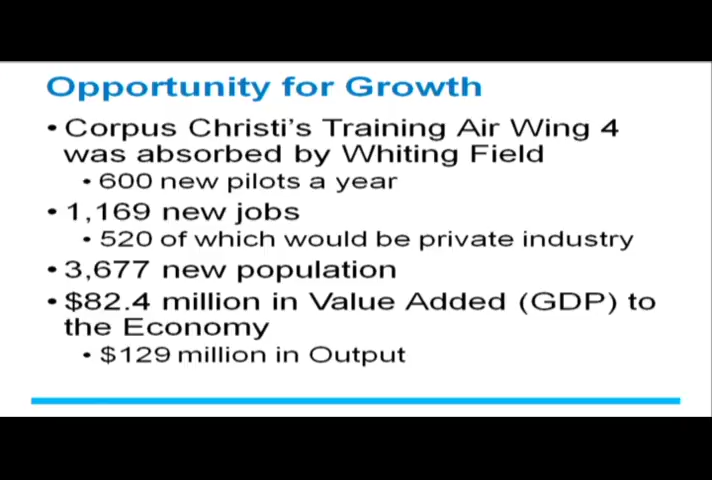 Opportunity for Growth
• Corpus Christi's Training Air Wing 4
was absorbed by Whiting Field
• 600 new pilots a year
• 1,169 new jobs
• 520 of which would be private industry
• 3,677 new population
• $82.4 million in Value Added (GDP) to
the Economy
• $129 million in Output